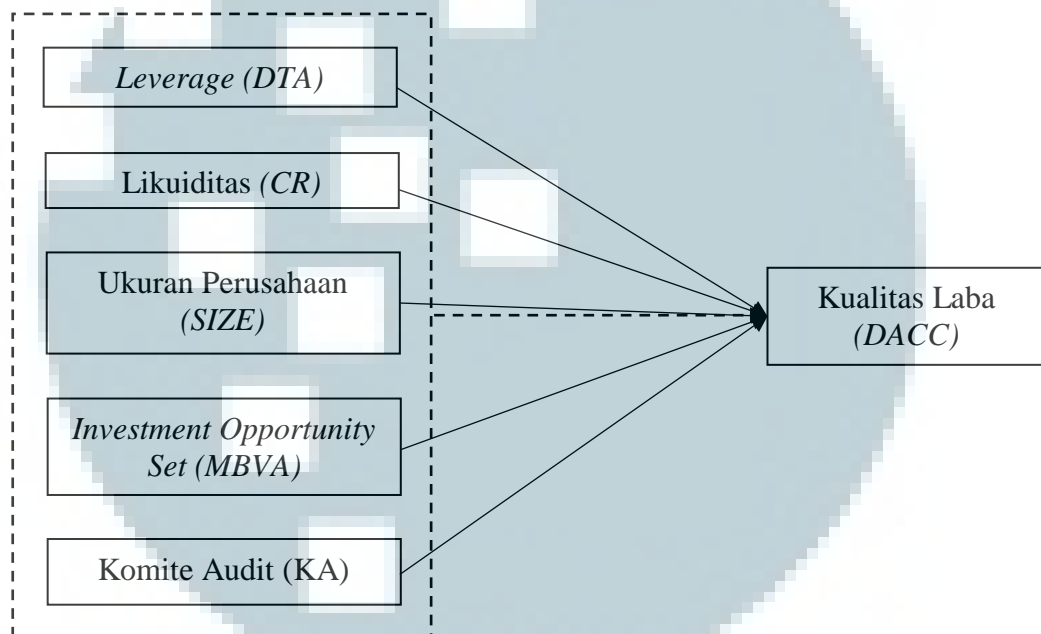 Leverage (DTA)
Likuiditas (CR)
Ukuran Perusahaan
(SIZE)
Kualitas Laba
(DACC)
Investment Opportunity
Set (MBVA)
Komite Audit (KA)